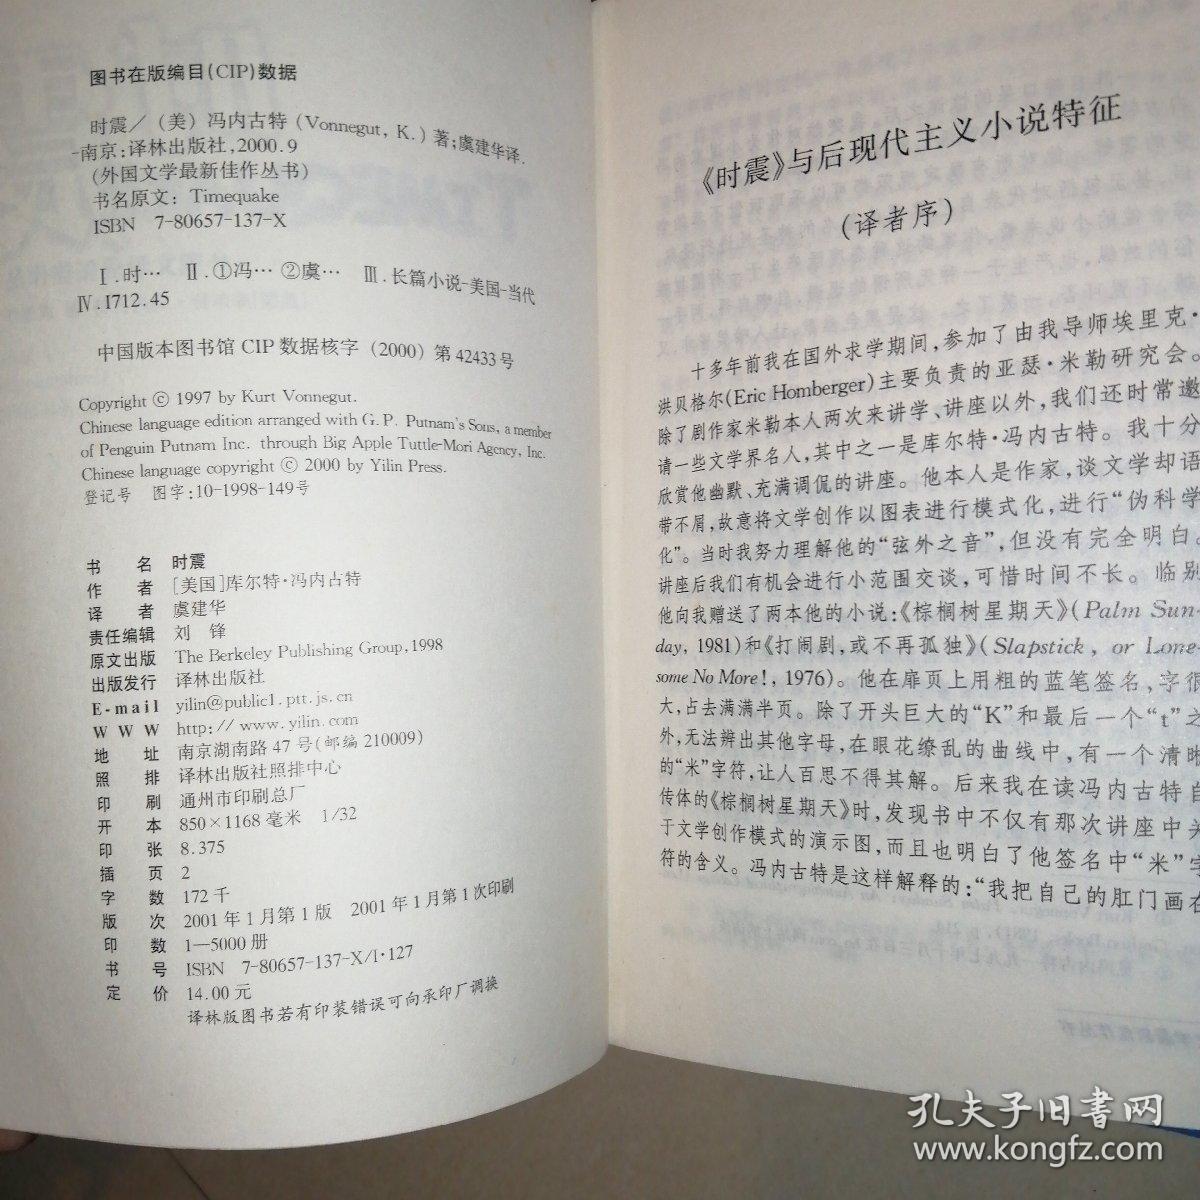 图书在版编目(CIP)数据
时震／（美）冯内古特（Vonnegut, K.）著;虞建华译.
-南京:译林出版社,2000.9
(外国文学最新佳作丛书)
书名原文：Timequake
ISBN 7-80657-137-X
Ⅰ.时… Ⅱ.①冯… ②虞… Ⅲ.长篇小说-美国-当代
Ⅳ.I712.45
中国版本图书馆 CIP 数据核字（2000）第 42433 号
Copyright © 1997 by Kurt Vonnegut.
Chinese language edition arranged with G. P. Putnam's Sons, a member
of Penguin Putnam Inc. through Big Apple Tuttle-Mori Agency, Inc.
Chinese language copyright © 2000 by Yilin Press.
登记号 图字:10-1998-149号
书名 时震
作者 [美国]库尔特·冯内古特
译者 虞建华
责任编辑 刘锋
原文出版 The Berkeley Publishing Group,1998
出版发行 译林出版社
E-mail yilin@public1.ptt.js.cn
WWW http://www.yilin.com
地址 南京湖南路47号(邮编210009)
照排 译林出版社照排中心
印刷 通州市印刷总厂
开本 850×1168毫米 1/32
印张 8.375
插页 2
字数 172千
版次 2001年1月第1版 2001年1月第1次印刷
印数 1—5000册
书号 ISBN 7-80657-137-X/I·127
定价 14.00元
译林版图书若有印装错误可向承印厂调换
《时震》与后现代主义小说特征
(译者序)
十多年前我在国外求学期间,参加了由我导师埃里克·
洪贝格尔(Eric Homberger)主要负责的亚瑟·米勒研究会。
除了剧作家米勒本人两次来讲学、讲座以外,我们还时常邀
请一些文学界名人,其中之一是库尔特·冯内古特。我十分
欣赏他幽默、充满调侃的讲座。他本人是作家,谈文学却语
带不屑,故意将文学创作以图表进行模式化,进行“伪科学
化”。当时我努力理解他的“弦外之音”,但没有完全明白。
讲座后我们有机会进行小范围交谈,可惜时间不长。临别
他向我赠送了两本他的小说:《棕榈树星期天》(Palm Sun-
day, 1981)和《打闹剧,或不再孤独》(Slapstick, or Lone-
some No More!, 1976)。他在扉页上用粗的蓝笔签名,字很
大,占去满满半页。除了开头巨大的“K”和最后一个“t”之
外,无法辨出其他字母,在眼花缭乱的曲线中,有一个清晰
的“米”字符,让人百思不得其解。后来我在读冯内古特自
传体的《棕榈树星期天》时,发现书中不仅有那次讲座中关
于文学创作模式的演示图,而且也明白了他签名中“米”字
符的含义。冯内古特是这样解释的:“我把自己的肛门画在
孔夫子旧书网
www.kongfz.com